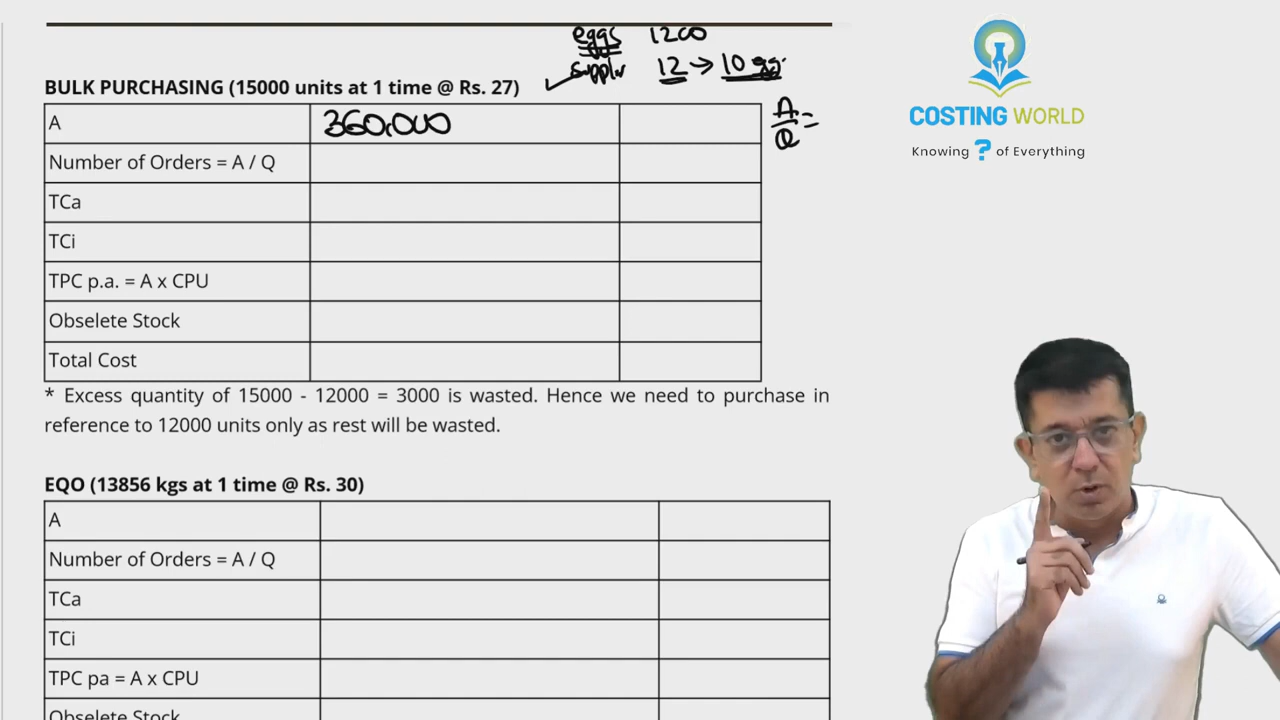 eggs 1200
supplr 12 → 10
BULK PURCHASING (15000 units at 1 time @ Rs. 27)
A 360,000
A/Q =
Number of Orders = A / Q
TCa
TCi
TPC p.a. = A x CPU
Obselete Stock
Total Cost
* Excess quantity of 15000 - 12000 = 3000 is wasted. Hence we need to purchase in
reference to 12000 units only as rest will be wasted.
EQO (13856 kgs at 1 time @ Rs. 30)
A
Number of Orders = A / Q
TCa
TCi
TPC pa = A x CPU
Obselete Stock
COSTING WORLD
Knowing ? of Everything